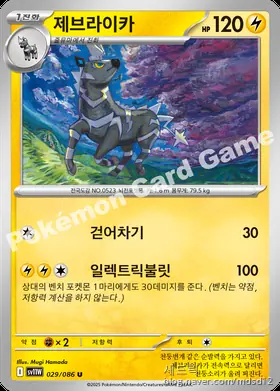 1진화
제브라이카
HP 120
줄뮤마에서 진화
Pokémon Card Game
전국도감 NO.0523 뇌전포켓몬 키: 1.6m 몸무게: 79.5 kg
걷어차기 30
일렉트릭불릿 100
상대의 벤치 포켓몬 1마리에게도 30데미지를 준다. (벤치는 약점,
저항력을 계산하지 않는다.)
약점 ×2 저항력 후퇴
Illus. Mugi Hamada
sv11W 029/086 U
©2025 Pokémon/Nintendo/Creatures/GAME FREAK